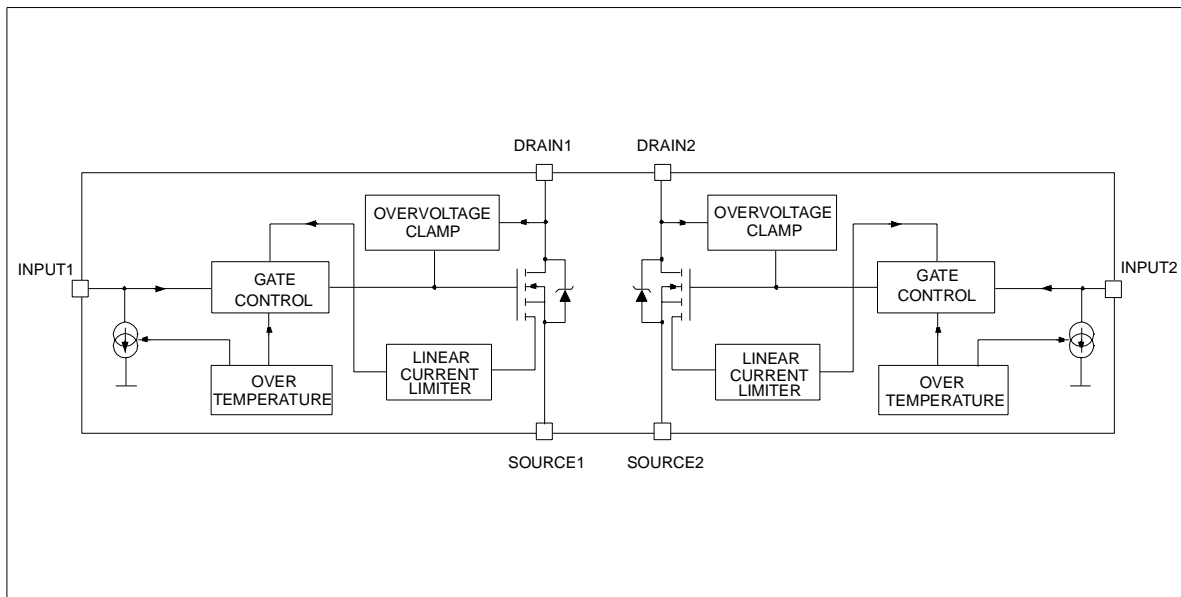 DRAIN1
DRAIN2
OVERVOLTAGE
CLAMP
OVERVOLTAGE
CLAMP
INPUT1
GATE
CONTROL
GATE
CONTROL
INPUT2
LINEAR
CURRENT
LIMITER
LINEAR
CURRENT
LIMITER
OVER
TEMPERATURE
OVER
TEMPERATURE
SOURCE1
SOURCE2